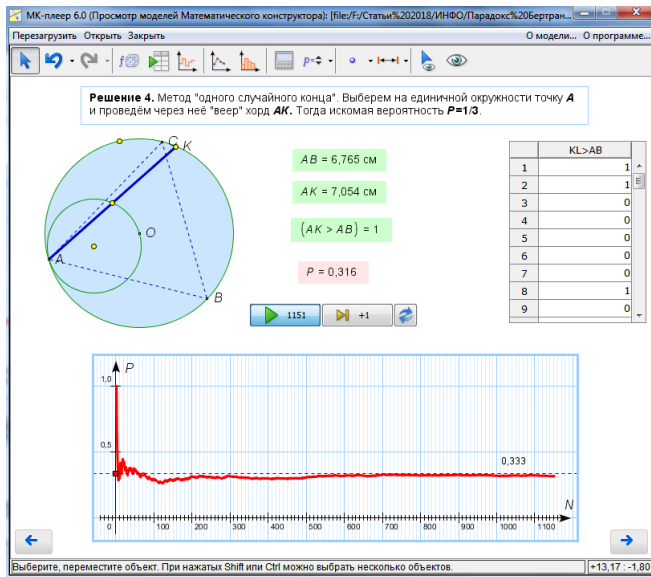 МК-плеер 6.0 (Просмотр моделей Математического конструктора): [file:/F:/Статьи%202018/ИНФО/Парадокс%20Бертран...
Перезагрузить Открыть Закрыть О модели... О программе...
f@ P=
Решение 4. Метод "одного случайного конца". Выберем на единичной окружности точку A
и проведём через неё "веер" хорд AK. Тогда искомая вероятность P=1/3.
C K
O
A
B
AB = 6,765 см
AK = 7,054 см
(AK > AB) = 1
P = 0,316
1151 +1
KL>AB
1 1
2 1
3 0
4 0
5 0
6 0
7 0
8 1
9 0
P
1,0
0,5
0,333
N
0 100 200 300 400 500 600 700 800 900 1000 1100
Выберите, переместите объект. При нажатых Shift или Ctrl можно выбрать несколько объектов. +13,17 : -1,80